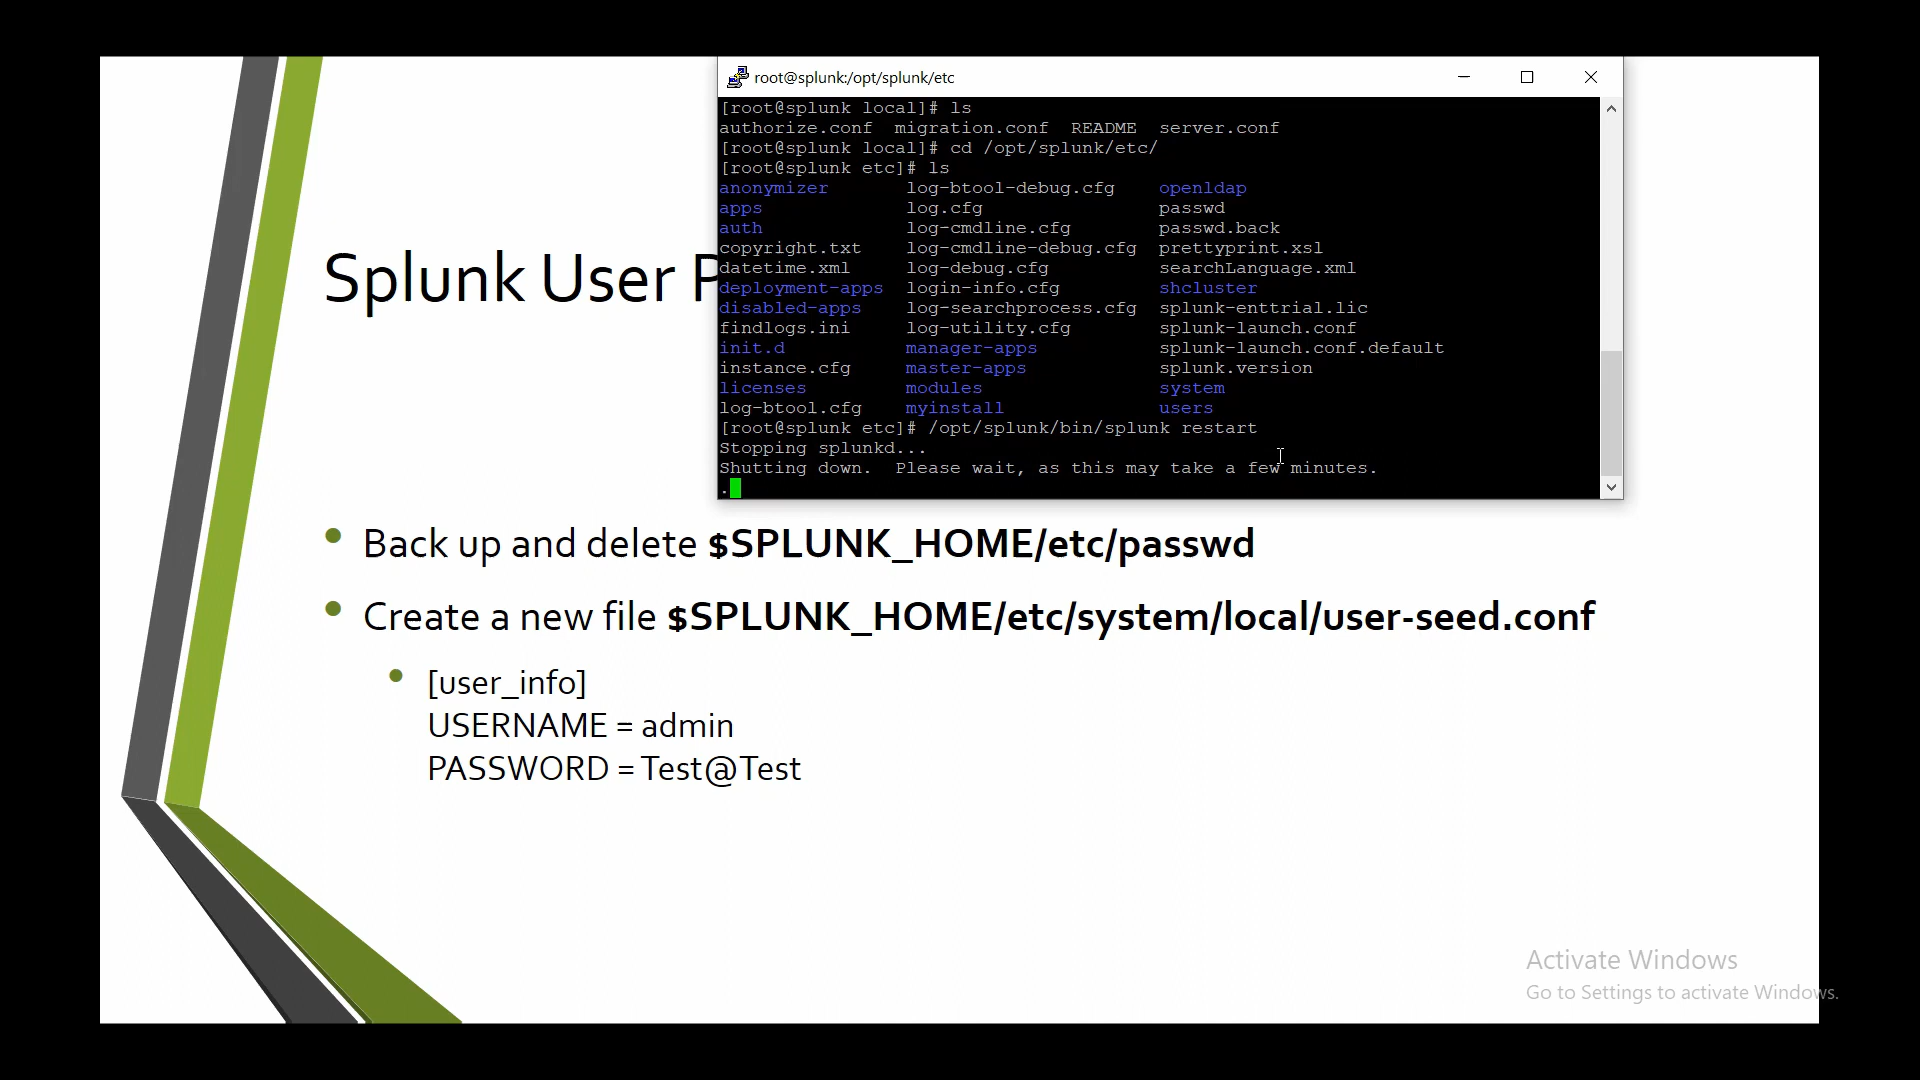 root@splunk:/opt/splunk/etc
[root@splunk local]# ls
authorize.conf  migration.conf  README  server.conf
[root@splunk local]# cd /opt/splunk/etc/
[root@splunk etc]# ls
anonymizer       log-btool-debug.cfg    openldap
apps             log.cfg                passwd
auth             log-cmdline.cfg        passwd.back
copyright.txt    log-cmdline-debug.cfg  prettyprint.xsl
datetime.xml     log-debug.cfg          searchLanguage.xml
deployment-apps  login-info.cfg         shcluster
disabled-apps    log-searchprocess.cfg  splunk-enttrial.lic
findlogs.ini     log-utility.cfg        splunk-launch.conf
init.d           manager-apps           splunk-launch.conf.default
instance.cfg     master-apps            splunk.version
licenses         modules                system
log-btool.cfg    myinstall              users
[root@splunk etc]# /opt/splunk/bin/splunk restart
Stopping splunkd...
Shutting down.  Please wait, as this may take a few minutes.
.
Splunk User P
• Back up and delete $SPLUNK_HOME/etc/passwd
• Create a new file $SPLUNK_HOME/etc/system/local/user-seed.conf
• [user_info]
USERNAME = admin
PASSWORD = Test@Test
Activate Windows
Go to Settings to activate Windows.